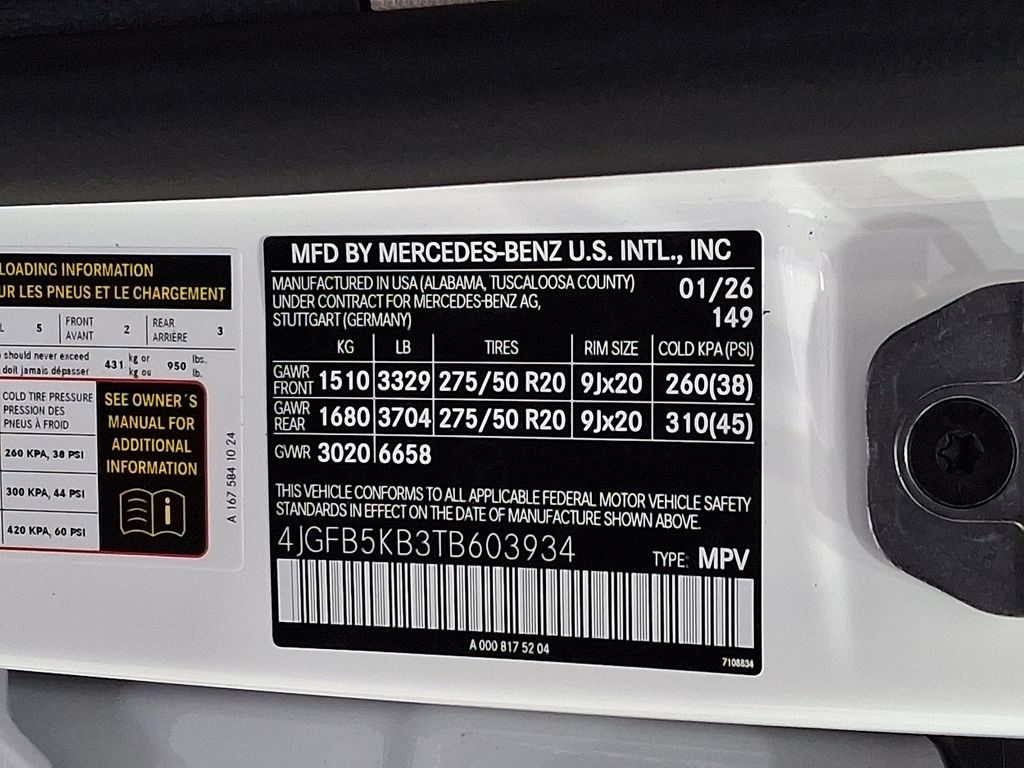 LOADING INFORMATION
UR LES PNEUS ET LE CHARGEMENT
5 FRONT AVANT 2 REAR ARRIÈRE 3
should never exceed
doit jamais dépasser
431 kg or kg ou 950 lbs. lb.
COLD TIRE PRESSURE
PRESSION DES
PNEUS À FROID
260 KPA, 38 PSI
300 KPA, 44 PSI
420 KPA, 60 PSI
SEE OWNER´S
MANUAL FOR
ADDITIONAL
INFORMATION
i
A 167 584 10 24
MFD BY MERCEDES-BENZ U.S. INTL., INC
MANUFACTURED IN USA (ALABAMA, TUSCALOOSA COUNTY)
UNDER CONTRACT FOR MERCEDES-BENZ AG,
STUTTGART (GERMANY)
01/26
149
KG LB TIRES RIM SIZE COLD KPA (PSI)
GAWR FRONT 1510 3329 275/50 R20 9Jx20 260(38)
GAWR REAR 1680 3704 275/50 R20 9Jx20 310(45)
GVWR 3020 6658
THIS VEHICLE CONFORMS TO ALL APPLICABLE FEDERAL MOTOR VEHICLE SAFETY
STANDARDS IN EFFECT ON THE DATE OF MANUFACTURE SHOWN ABOVE.
4JGFB5KB3TB603934
TYPE: MPV
A 000 817 52 04
7108834